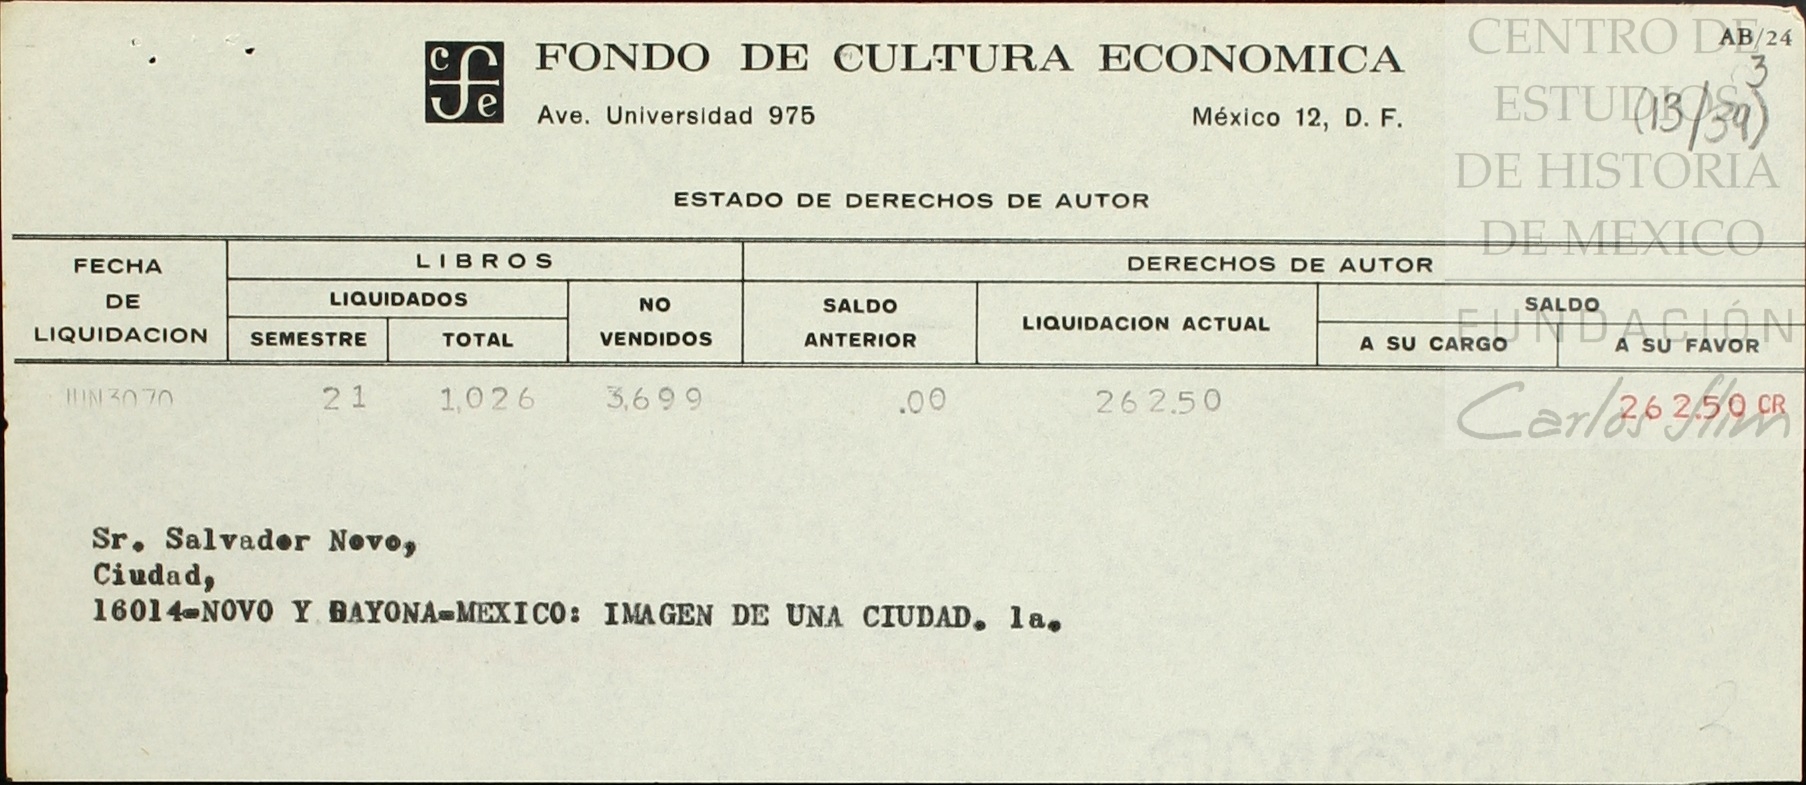 AB/24
3
(13/39)
cfe
FONDO DE CULTURA ECONOMICA
Ave. Universidad 975 México 12, D. F.
ESTADO DE DERECHOS DE AUTOR
FECHA DE LIQUIDACION
LIBROS
LIQUIDADOS
SEMESTRE TOTAL
NO VENDIDOS
DERECHOS DE AUTOR
SALDO ANTERIOR
LIQUIDACION ACTUAL
SALDO
A SU CARGO A SU FAVOR
JUN3070 21 1,026 3,699 .00 262.50 262.50 CR
Sr. Salvador Novo,
Ciudad,
16014-NOVO Y BAYONA-MEXICO: IMAGEN DE UNA CIUDAD. 1a.
2
CENTRO DE
ESTUDIOS
DE HISTORIA
DE MEXICO
FUNDACIÓN
Carlos Slim